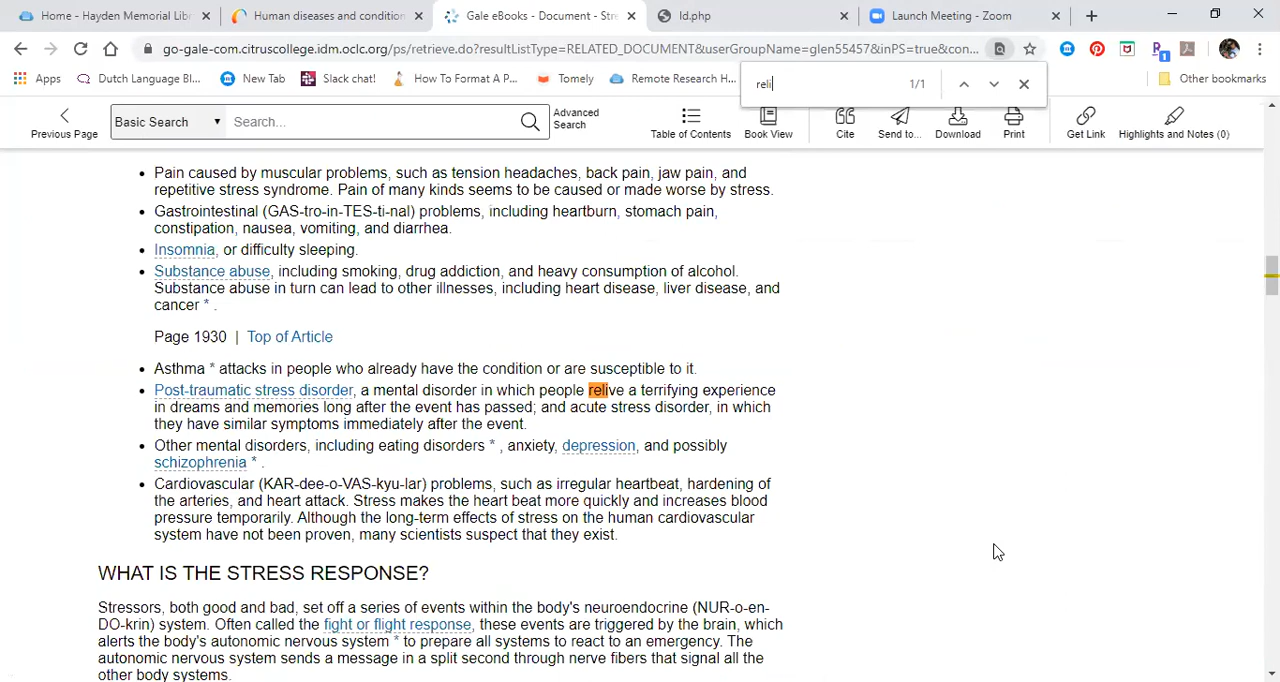 Home - Hayden Memorial Lib
Human diseases and condition
Gale eBooks - Document - Stre
ld.php
Launch Meeting - Zoom
go-gale-com.citruscollege.idm.oclc.org/ps/retrieve.do?resultListType=RELATED_DOCUMENT&userGroupName=glen55457&inPS=true&con...
Apps
Dutch Language Bl...
New Tab
Slack chat!
How To Format A P...
Tomely
Remote Research H...
Other bookmarks
reli
1/1
Previous Page
Basic Search
Search...
Advanced
Search
Table of Contents
Book View
Cite
Send to...
Download
Print
Get Link
Highlights and Notes (0)
• Pain caused by muscular problems, such as tension headaches, back pain, jaw pain, and
repetitive stress syndrome. Pain of many kinds seems to be caused or made worse by stress.
• Gastrointestinal (GAS-tro-in-TES-ti-nal) problems, including heartburn, stomach pain,
constipation, nausea, vomiting, and diarrhea.
• Insomnia, or difficulty sleeping.
• Substance abuse, including smoking, drug addiction, and heavy consumption of alcohol.
Substance abuse in turn can lead to other illnesses, including heart disease, liver disease, and
cancer * .
Page 1930 | Top of Article
• Asthma * attacks in people who already have the condition or are susceptible to it.
• Post-traumatic stress disorder, a mental disorder in which people relive a terrifying experience
in dreams and memories long after the event has passed; and acute stress disorder, in which
they have similar symptoms immediately after the event.
• Other mental disorders, including eating disorders * , anxiety, depression, and possibly
schizophrenia * .
• Cardiovascular (KAR-dee-o-VAS-kyu-lar) problems, such as irregular heartbeat, hardening of
the arteries, and heart attack. Stress makes the heart beat more quickly and increases blood
pressure temporarily. Although the long-term effects of stress on the human cardiovascular
system have not been proven, many scientists suspect that they exist.
WHAT IS THE STRESS RESPONSE?
Stressors, both good and bad, set off a series of events within the body's neuroendocrine (NUR-o-en-
DO-krin) system. Often called the fight or flight response, these events are triggered by the brain, which
alerts the body's autonomic nervous system * to prepare all systems to react to an emergency. The
autonomic nervous system sends a message in a split second through nerve fibers that signal all the
other body systems.